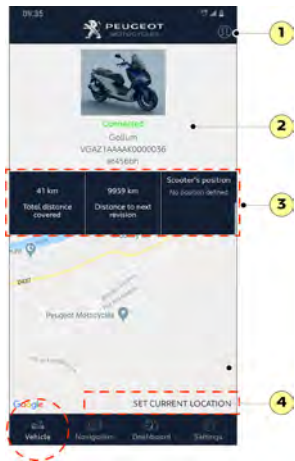 09:35
PEUGEOT
MOTOCYCLES
1
Connected
Gollum
VGAZ1AAAAK0000036
ae456bh
2
41 km
9959 km
Scooter's position
Total distance
covered
Distance to next
revision
No position defined
3
Peugeot Motocycles
Google
SET CURRENT LOCATION
4
Vehicle
Navigation
Dashboard
Settings